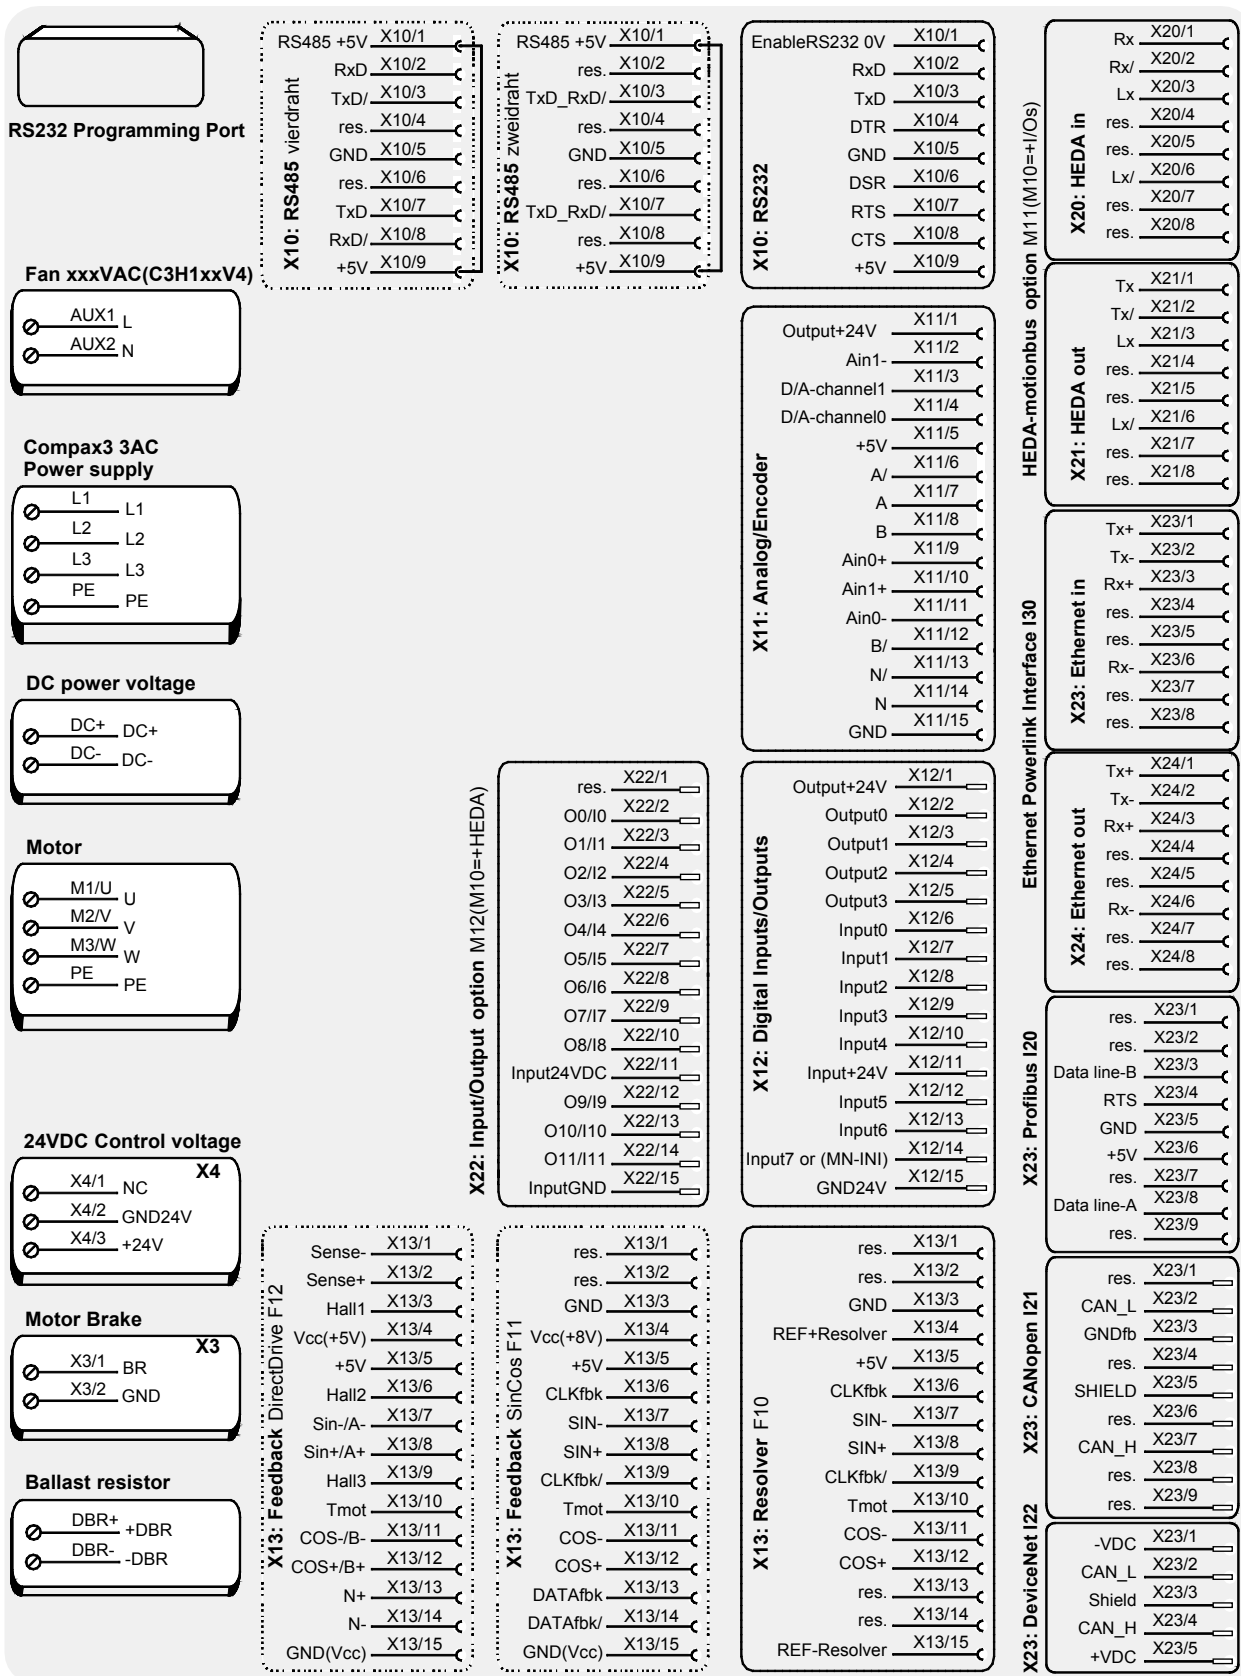 RS232 Programming Port
Fan xxxVAC(C3H1xxV4)
AUX1 L
AUX2 N
Compax3 3AC
Power supply
L1 L1
L2 L2
L3 L3
PE PE
DC power voltage
DC+ DC+
DC- DC-
Motor
M1/U U
M2/V V
M3/W W
PE PE
24VDC Control voltage
X4
X4/1 NC
X4/2 GND24V
X4/3 +24V
Motor Brake
X3
X3/1 BR
X3/2 GND
Ballast resistor
DBR+ +DBR
DBR- -DBR
X10: RS485 vierdraht
RS485 +5V X10/1
RxD X10/2
TxD/ X10/3
res. X10/4
GND X10/5
res. X10/6
TxD X10/7
RxD/ X10/8
+5V X10/9
X10: RS485 zweidraht
RS485 +5V X10/1
res. X10/2
TxD_RxD/ X10/3
res. X10/4
GND X10/5
res. X10/6
TxD_RxD/ X10/7
res. X10/8
+5V X10/9
X10: RS232
EnableRS232 0V X10/1
RxD X10/2
TxD X10/3
DTR X10/4
GND X10/5
DSR X10/6
RTS X10/7
CTS X10/8
+5V X10/9
X11: Analog/Encoder
Output+24V X11/1
Ain1- X11/2
D/A-channel1 X11/3
D/A-channel0 X11/4
+5V X11/5
A/ X11/6
A X11/7
B X11/8
Ain0+ X11/9
Ain1+ X11/10
Ain0- X11/11
B/ X11/12
N/ X11/13
N X11/14
GND X11/15
X22: Input/Output option M12(M10=+HEDA)
res. X22/1
O0/I0 X22/2
O1/I1 X22/3
O2/I2 X22/4
O3/I3 X22/5
O4/I4 X22/6
O5/I5 X22/7
O6/I6 X22/8
O7/I7 X22/9
O8/I8 X22/10
Input24VDC X22/11
O9/I9 X22/12
O10/I10 X22/13
O11/I11 X22/14
InputGND X22/15
X12: Digital Inputs/Outputs
Output+24V X12/1
Output0 X12/2
Output1 X12/3
Output2 X12/4
Output3 X12/5
Input0 X12/6
Input1 X12/7
Input2 X12/8
Input3 X12/9
Input4 X12/10
Input+24V X12/11
Input5 X12/12
Input6 X12/13
Input7 or (MN-INI) X12/14
GND24V X12/15
X13: Feedback DirectDrive F12
Sense- X13/1
Sense+ X13/2
Hall1 X13/3
Vcc(+5V) X13/4
+5V X13/5
Hall2 X13/6
Sin-/A- X13/7
Sin+/A+ X13/8
Hall3 X13/9
Tmot X13/10
COS-/B- X13/11
COS+/B+ X13/12
N+ X13/13
N- X13/14
GND(Vcc) X13/15
X13: Feedback SinCos F11
res. X13/1
res. X13/2
GND X13/3
Vcc(+8V) X13/4
+5V X13/5
CLKfbk X13/6
SIN- X13/7
SIN+ X13/8
CLKfbk/ X13/9
Tmot X13/10
COS- X13/11
COS+ X13/12
DATAfbk X13/13
DATAfbk/ X13/14
GND(Vcc) X13/15
X13: Resolver F10
res. X13/1
res. X13/2
GND X13/3
REF+Resolver X13/4
+5V X13/5
CLKfbk X13/6
SIN- X13/7
SIN+ X13/8
CLKfbk/ X13/9
Tmot X13/10
COS- X13/11
COS+ X13/12
res. X13/13
res. X13/14
REF-Resolver X13/15
HEDA-motionbus option M11(M10=+I/Os)
X20: HEDA in
Rx X20/1
Rx/ X20/2
Lx X20/3
res. X20/4
res. X20/5
Lx/ X20/6
res. X20/7
res. X20/8
X21: HEDA out
Tx X21/1
Tx/ X21/2
Lx X21/3
res. X21/4
res. X21/5
Lx/ X21/6
res. X21/7
res. X21/8
Ethernet Powerlink Interface I30
X23: Ethernet in
Tx+ X23/1
Tx- X23/2
Rx+ X23/3
res. X23/4
res. X23/5
Rx- X23/6
res. X23/7
res. X23/8
X24: Ethernet out
Tx+ X24/1
Tx- X24/2
Rx+ X24/3
res. X24/4
res. X24/5
Rx- X24/6
res. X24/7
res. X24/8
X23: Profibus I20
res. X23/1
res. X23/2
Data line-B X23/3
RTS X23/4
GND X23/5
+5V X23/6
res. X23/7
Data line-A X23/8
res. X23/9
X23: CANopen I21
res. X23/1
CAN_L X23/2
GNDfb X23/3
res. X23/4
SHIELD X23/5
res. X23/6
CAN_H X23/7
res. X23/8
res. X23/9
X23: DeviceNet I22
-VDC X23/1
CAN_L X23/2
Shield X23/3
CAN_H X23/4
+VDC X23/5